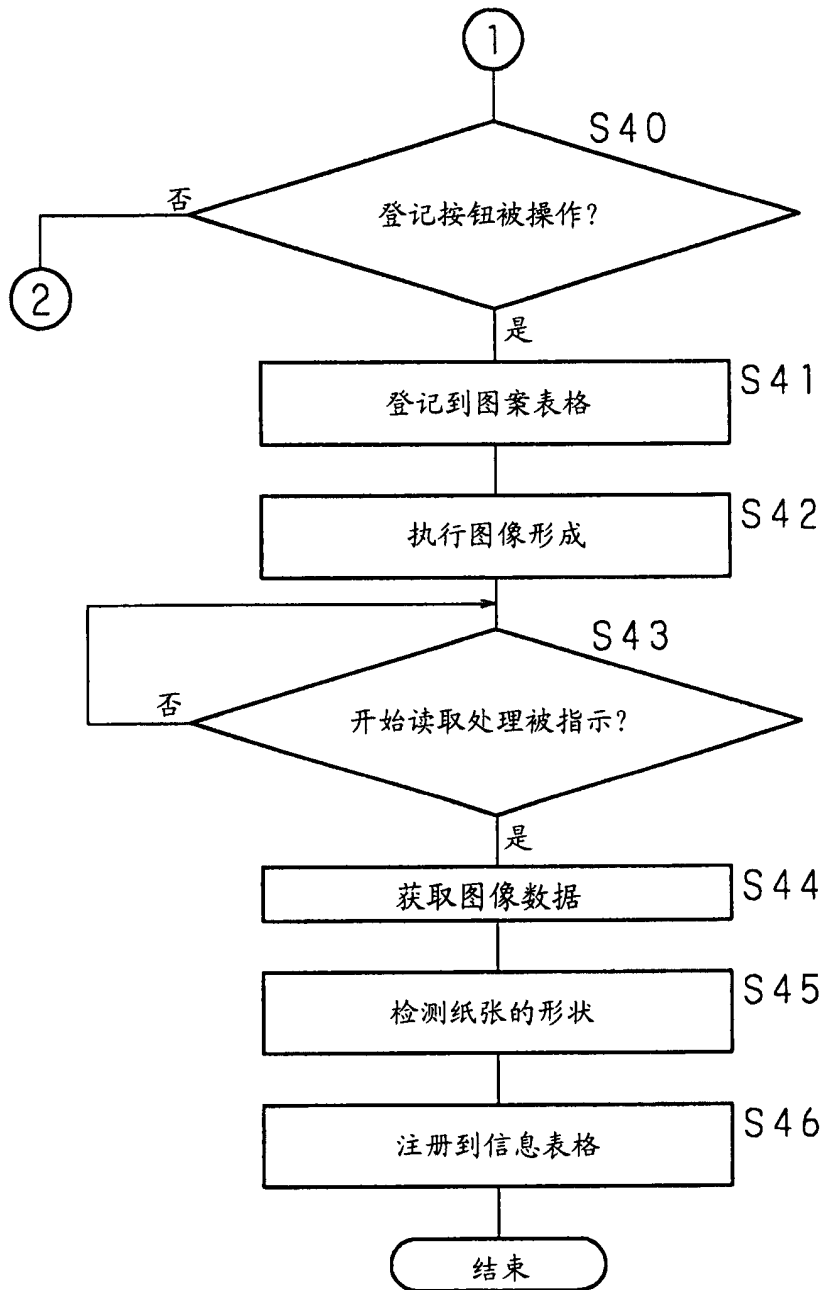 1
S40
登记按钮被操作?
否
2
是
登记到图案表格
S41
执行图像形成
S42
S43
开始读取处理被指示?
否
是
获取图像数据
S44
检测纸张的形状
S45
注册到信息表格
S46
结束